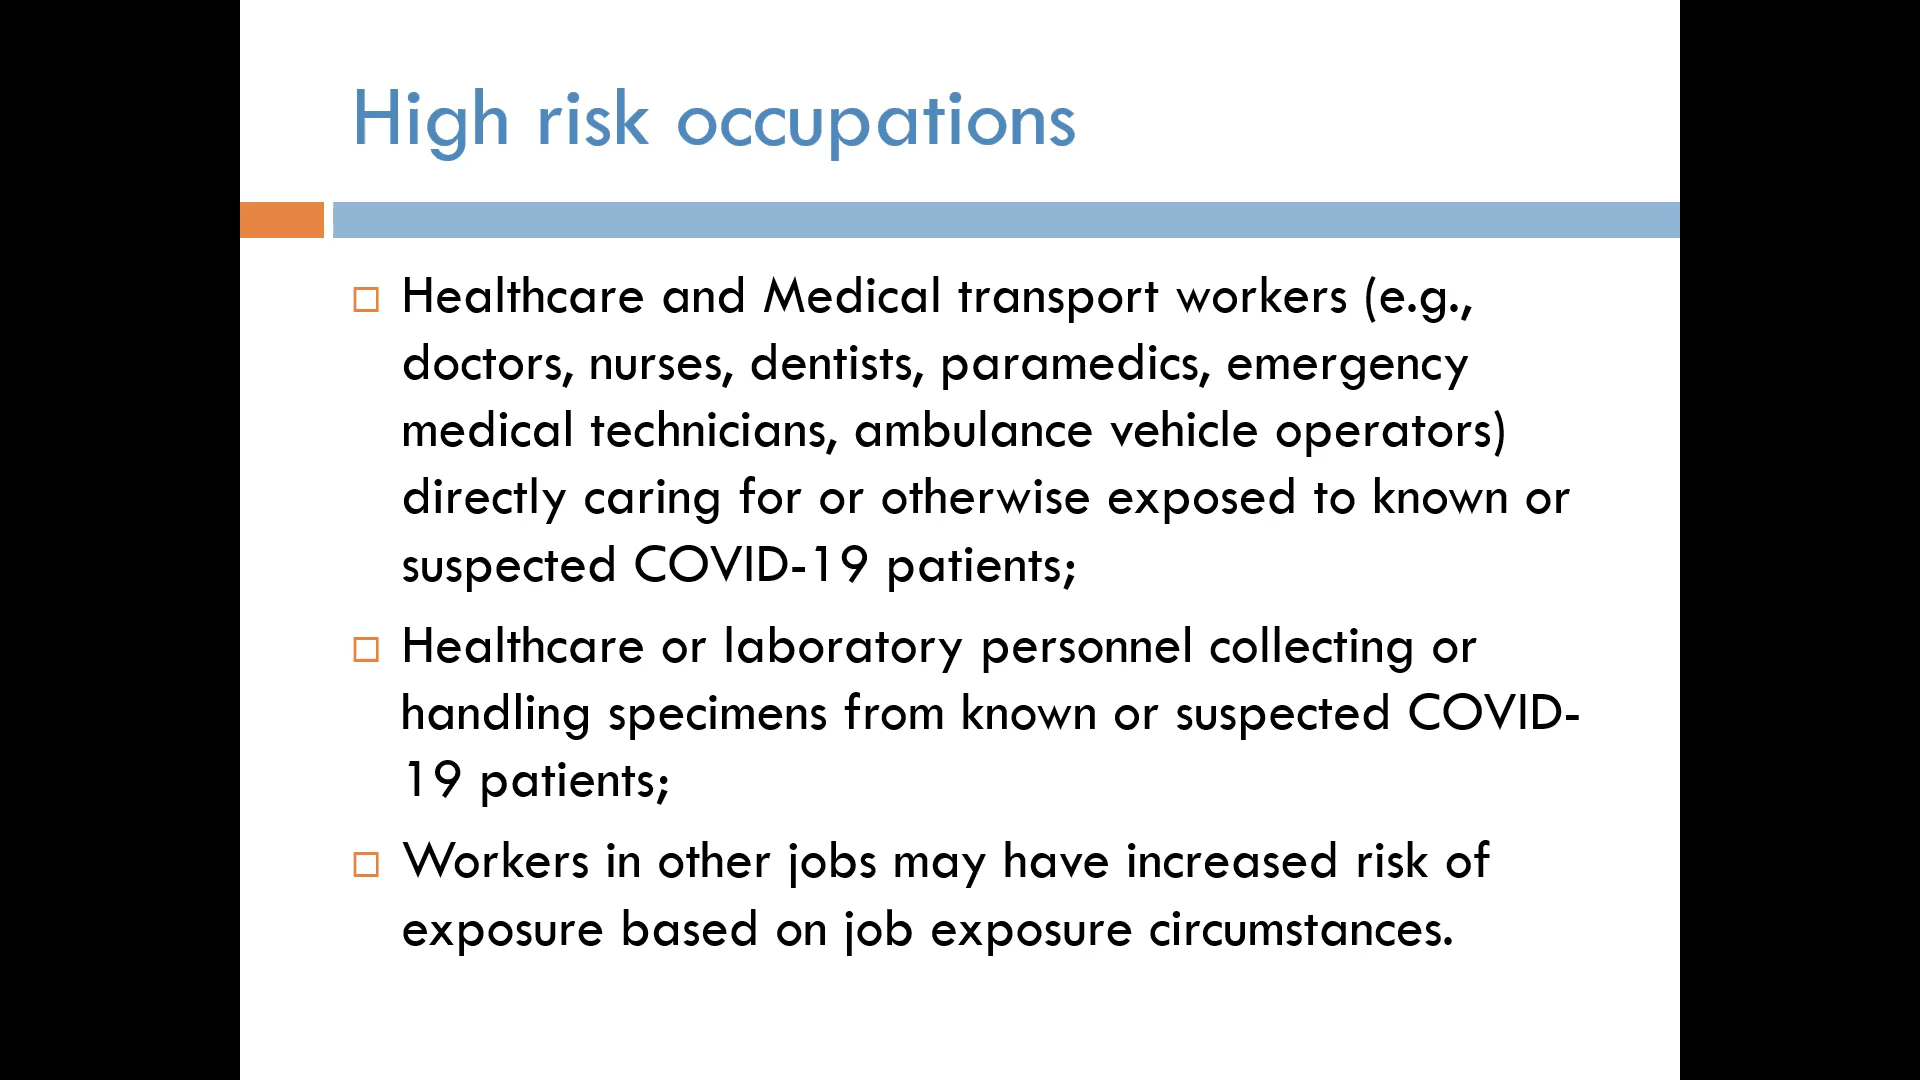 High risk occupations
Healthcare and Medical transport workers (e.g.,
doctors, nurses, dentists, paramedics, emergency
medical technicians, ambulance vehicle operators)
directly caring for or otherwise exposed to known or
suspected COVID-19 patients;
Healthcare or laboratory personnel collecting or
handling specimens from known or suspected COVID-
19 patients;
Workers in other jobs may have increased risk of
exposure based on job exposure circumstances.